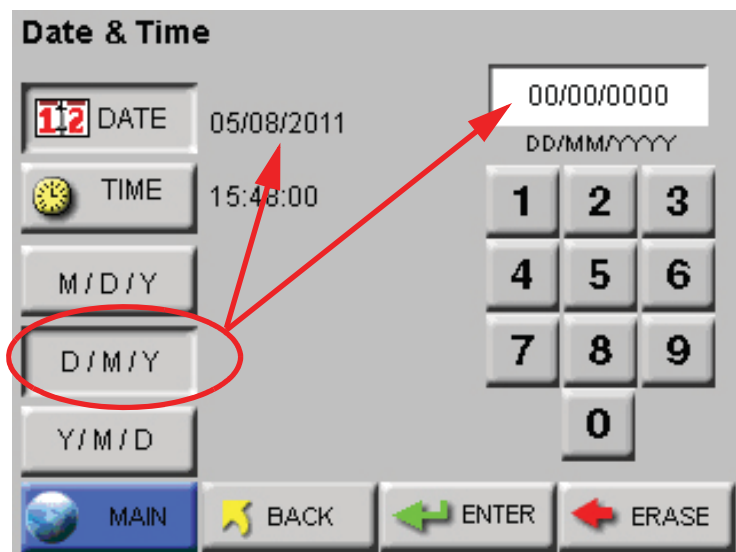 Date & Time
DATE
05/08/2011
TIME
15:48:00
M / D / Y
D / M / Y
Y / M / D
00/00/0000
DD/MM/YYYY
1 2 3
4 5 6
7 8 9
0
MAIN
BACK
ENTER
ERASE